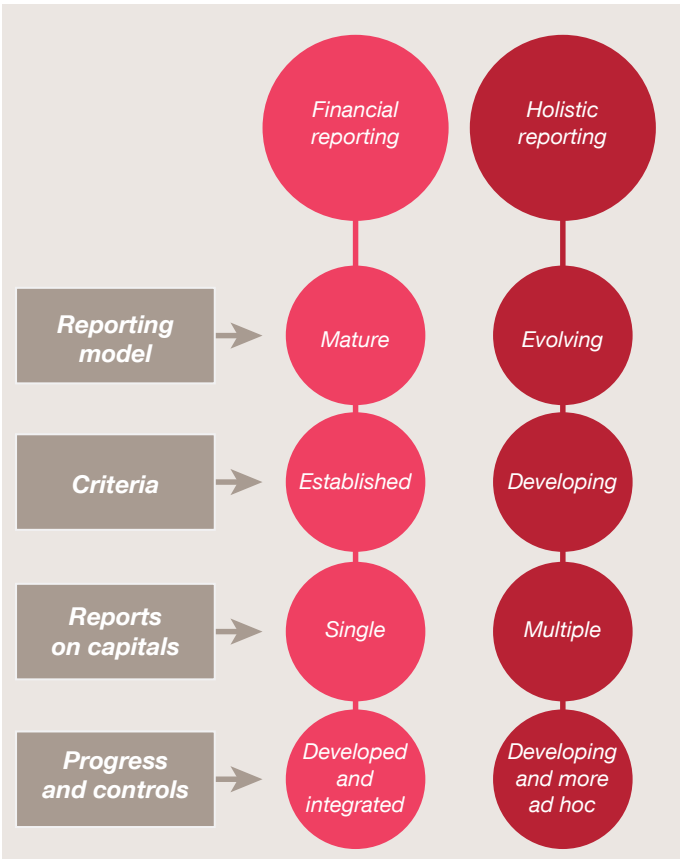 Financial
reporting
Holistic
reporting
Reporting
model
Mature
Evolving
Criteria
Established
Developing
Reports
on capitals
Single
Multiple
Progress
and controls
Developed
and
integrated
Developing
and more
ad hoc